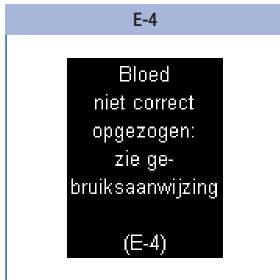 E-4
Bloed
niet correct
opgezogen:
zie ge-
bruiksaanwijzing
(E-4)